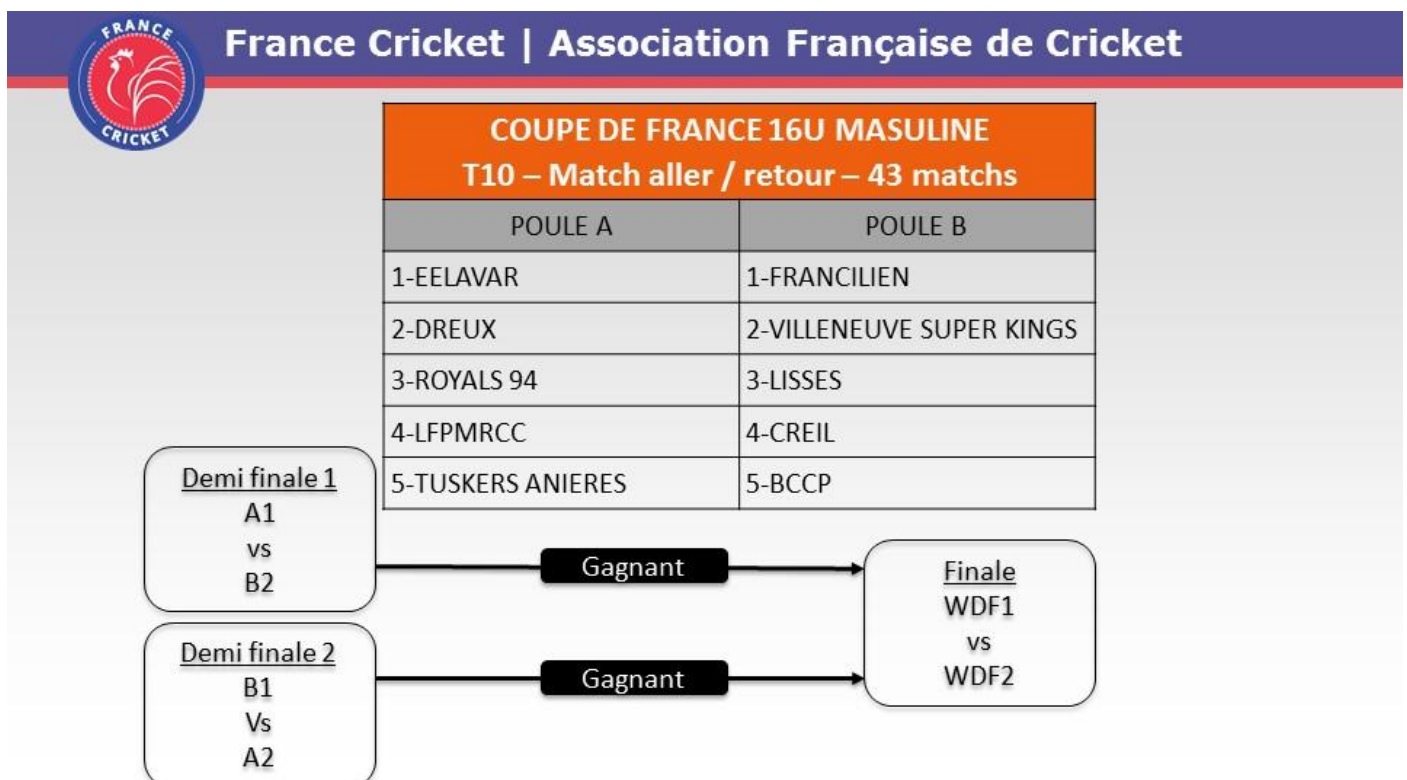 FRANCE
CRICKET
France Cricket | Association Française de Cricket
COUPE DE FRANCE 16U MASULINE
T10 – Match aller / retour – 43 matchs
POULE A
POULE B
1-EELAVAR
1-FRANCILIEN
2-DREUX
2-VILLENEUVE SUPER KINGS
3-ROYALS 94
3-LISSES
4-LFPMRCC
4-CREIL
5-TUSKERS ANIERES
5-BCCP
Demi finale 1
A1
vs
B2
Gagnant
Demi finale 2
B1
Vs
A2
Gagnant
Finale
WDF1
vs
WDF2